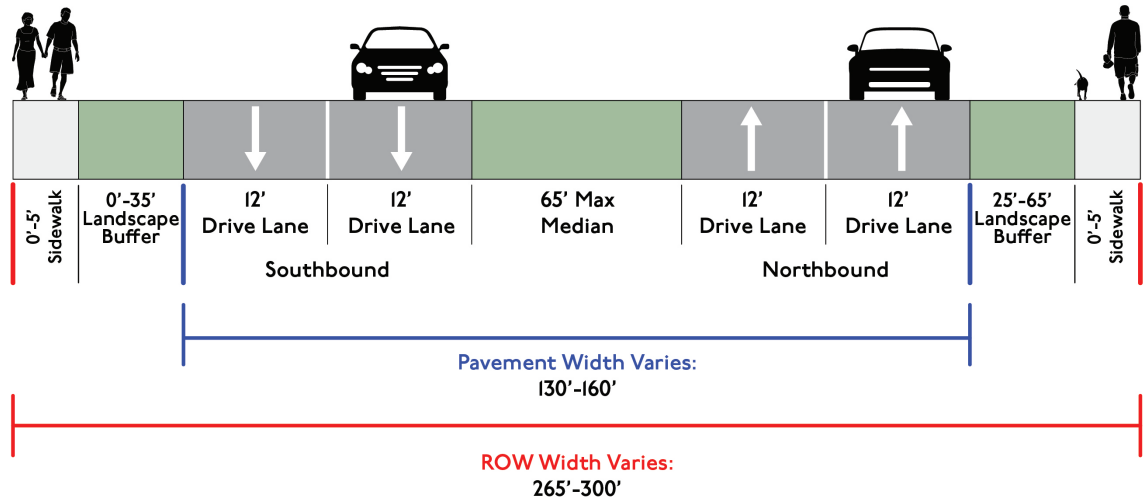 0'-5'
Sidewalk
0'-35'
Landscape
Buffer
12'
Drive Lane
12'
Drive Lane
65' Max
Median
12'
Drive Lane
12'
Drive Lane
25'-65'
Landscape
Buffer
0'-5'
Sidewalk
Southbound
Northbound
Pavement Width Varies:
130'-160'
ROW Width Varies:
265'-300'